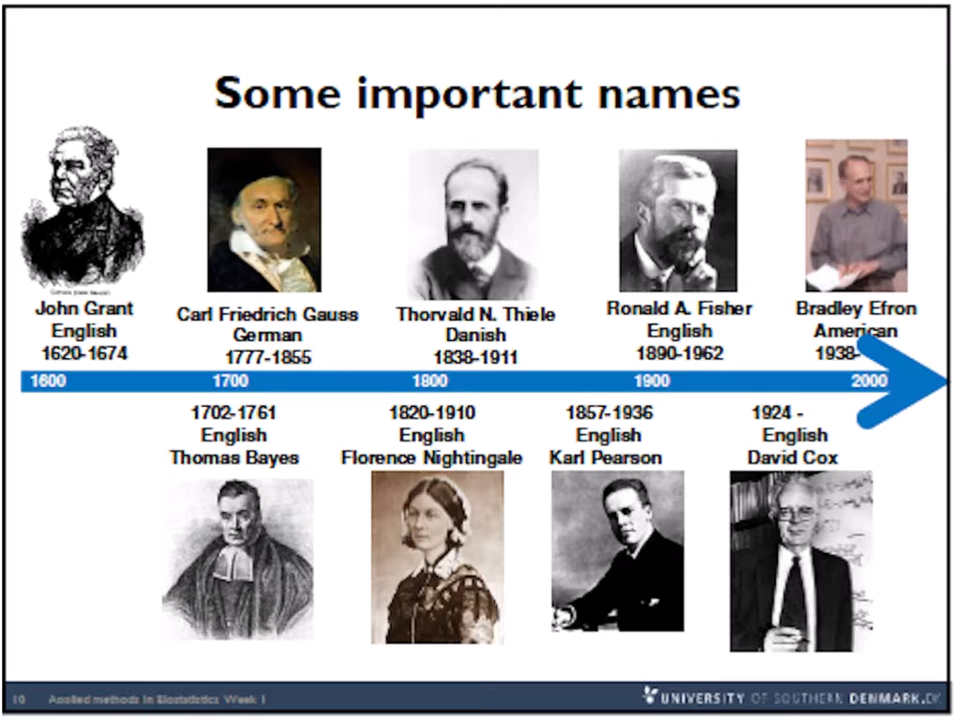 Some important names
John Grant
English
1620-1674
Carl Friedrich Gauss
German
1777-1855
Thorvald N. Thiele
Danish
1838-1911
Ronald A. Fisher
English
1890-1962
Bradley Efron
American
1938-
1600 1700 1800 1900 2000
1702-1761
English
Thomas Bayes
1820-1910
English
Florence Nightingale
1857-1936
English
Karl Pearson
1924 -
English
David Cox
10 Applied methods in Biostatistics Week 1
UNIVERSITY OF SOUTHERN DENMARK.DK